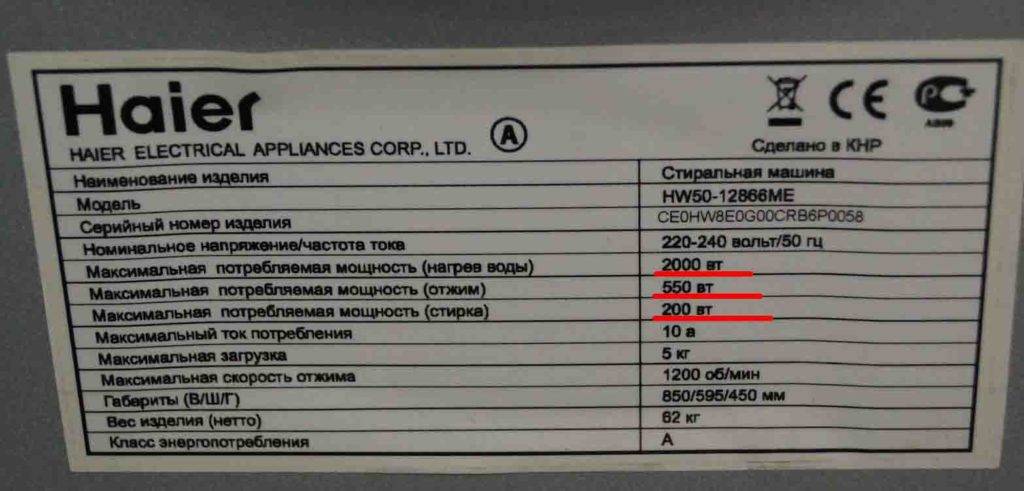 Haier
HAIER ELECTRICAL APPLIANCES CORP., LTD. A
Сделано в КНР
Наименование изделия Стиральная машина
Модель HW50-12866ME
Серийный номер изделия CE0HW8E0G00CRB6P0058
Номинальное напряжение/частота тока 220-240 вольт/50 гц
Максимальная потребляемая мощность (нагрев воды) 2000 вт
Максимальная потребляемая мощность (отжим) 550 вт
Максимальная потребляемая мощность (стирка) 200 вт
Максимальный ток потребления 10 а
Максимальная загрузка 5 кг
Максимальная скорость отжима 1200 об/мин
Габериты (В/Ш/Г) 850/595/450 мм
Вес изделия (нетто) 62 кг
Класс энергопотребления А